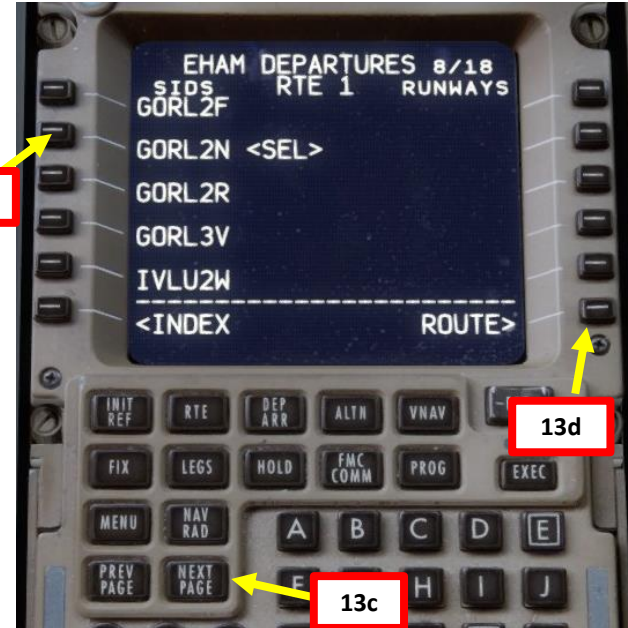 EHAM DEPARTURES 8/18
SIDS RTE 1 RUNWAYS
GORL2F
GORL2N <SEL>
GORL2R
GORL3V
IVLU2W
<INDEX ROUTE>
INIT REF RTE DEP ARR ALTN VNAV
13d
FIX LEGS HOLD FMC COMM PROG EXEC
MENU NAV RAD A B C D E
PREV PAGE NEXT PAGE H I J
13c